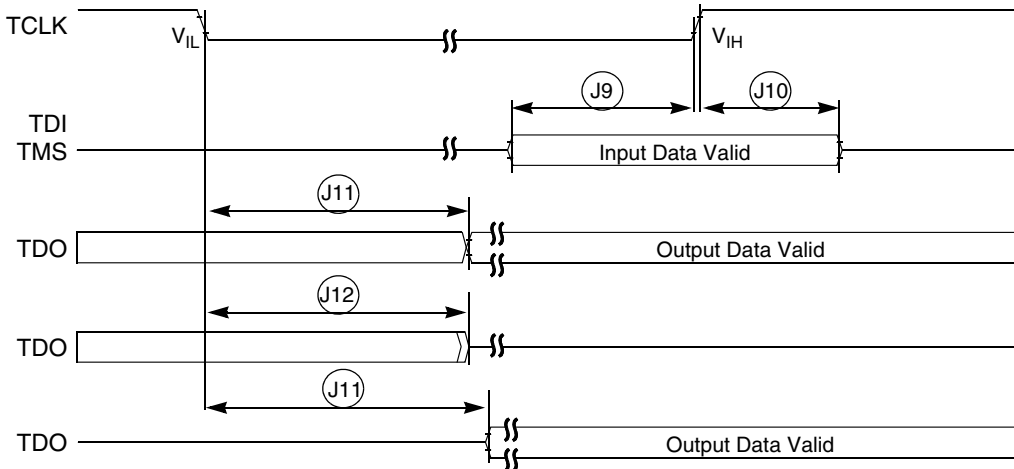 TCLK
VIL
VIH
J9
J10
TDI
TMS
Input Data Valid
J11
TDO
Output Data Valid
J12
TDO
J11
TDO
Output Data Valid